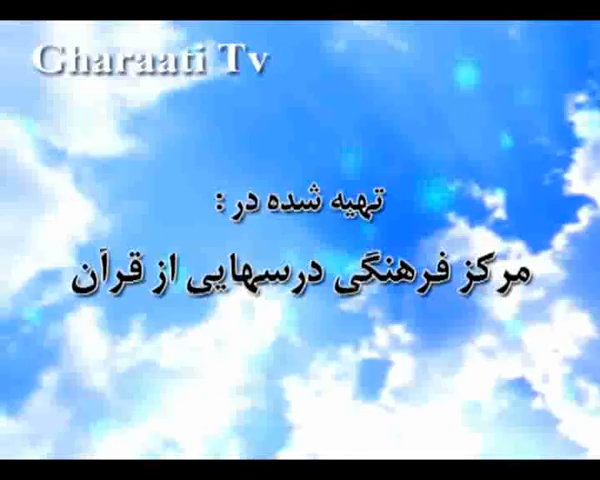 Gharaati Tv
تهیه شده در :
مرکز فرهنگی درسهایی از قرآن